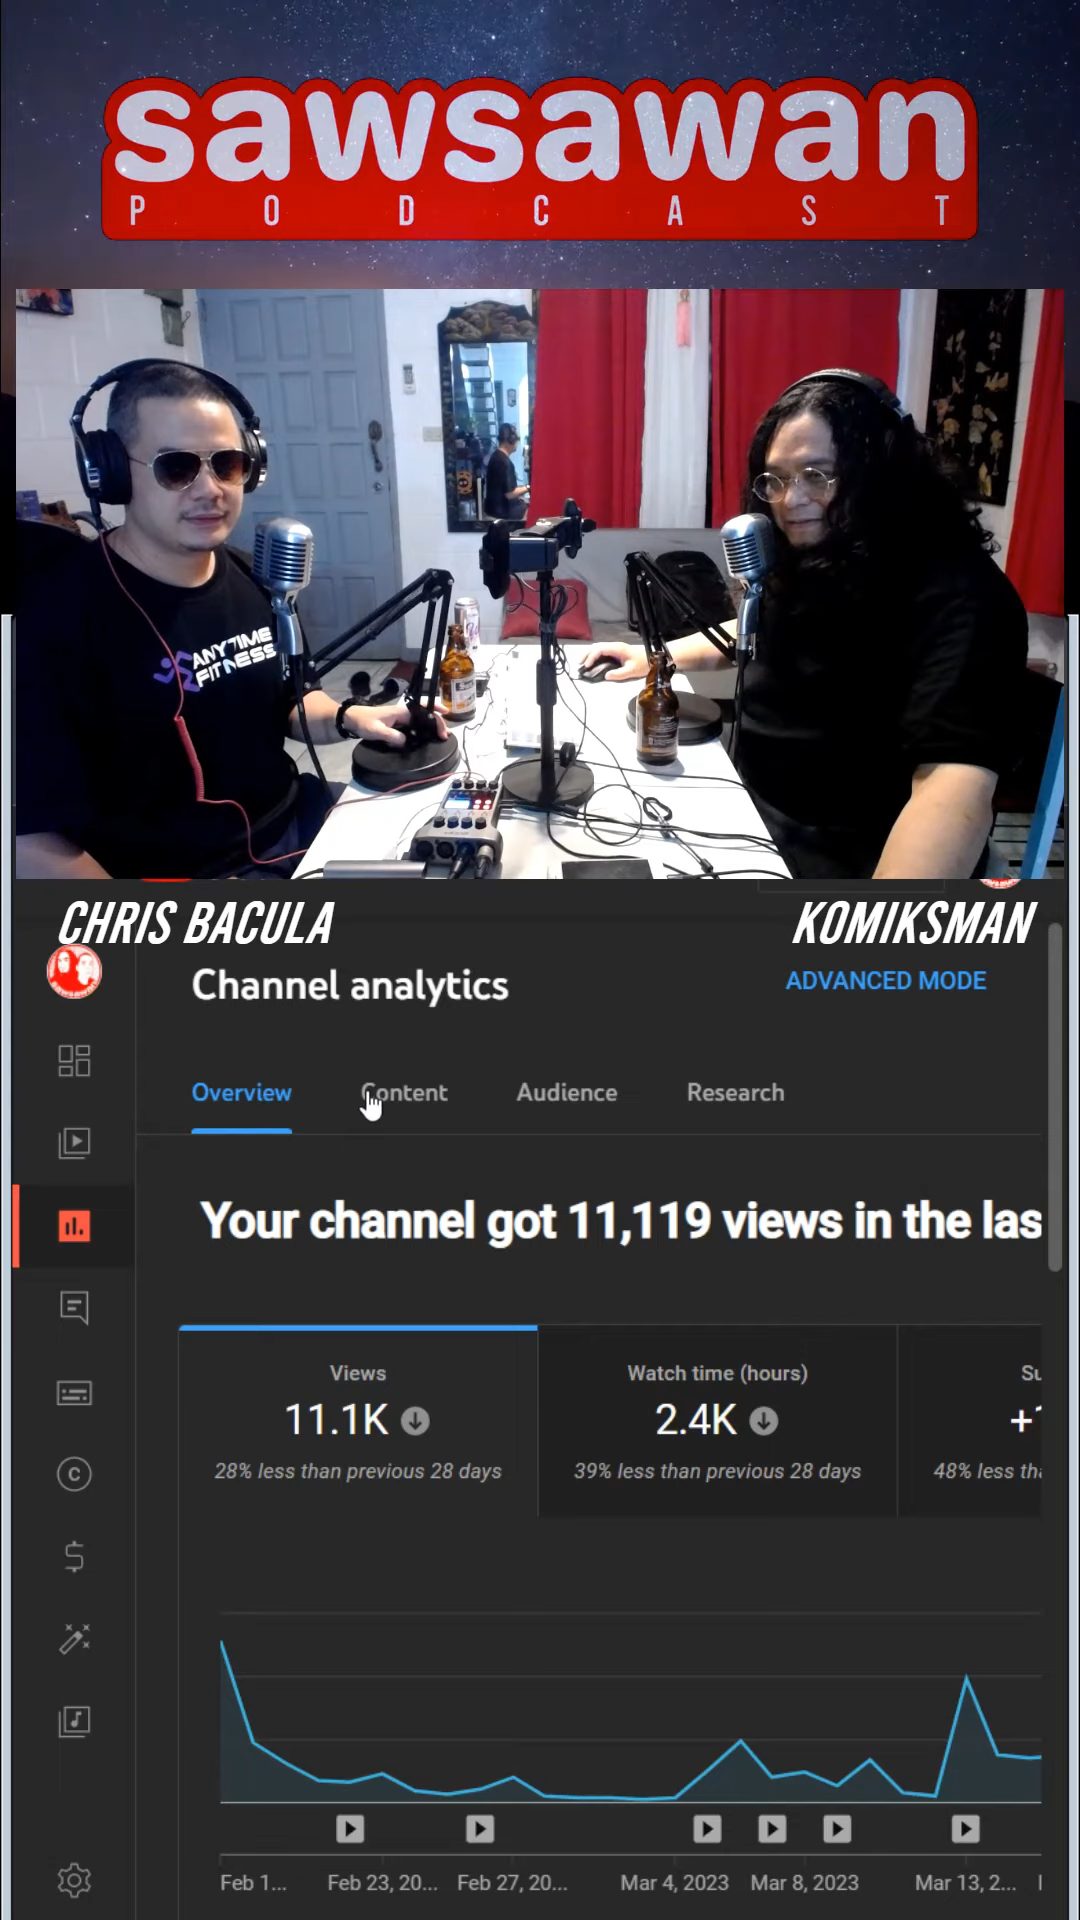 sawsawan
PODCAST
ANYTIME
FITNESS
CHRIS BACULA
KOMIKSMAN
Channel analytics
ADVANCED MODE
Overview
Content
Audience
Research
Your channel got 11,119 views in the las
Views
11.1K
28% less than previous 28 days
Watch time (hours)
2.4K
39% less than previous 28 days
Su
+1
48% less tha
Feb 1...
Feb 23, 20...
Feb 27, 20...
Mar 4, 2023
Mar 8, 2023
Mar 13, 2...